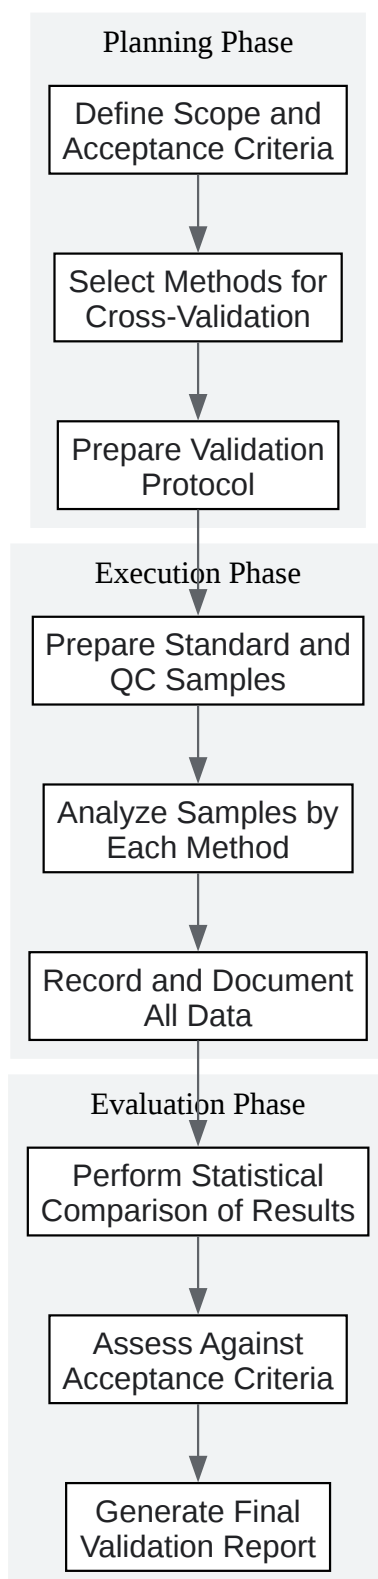 Planning Phase
Define Scope and
Acceptance Criteria
Select Methods for
Cross-Validation
Prepare Validation
Protocol
Execution Phase
Prepare Standard and
QC Samples
Analyze Samples by
Each Method
Record and Document
All Data
Evaluation Phase
Perform Statistical
Comparison of Results
Assess Against
Acceptance Criteria
Generate Final
Validation Report